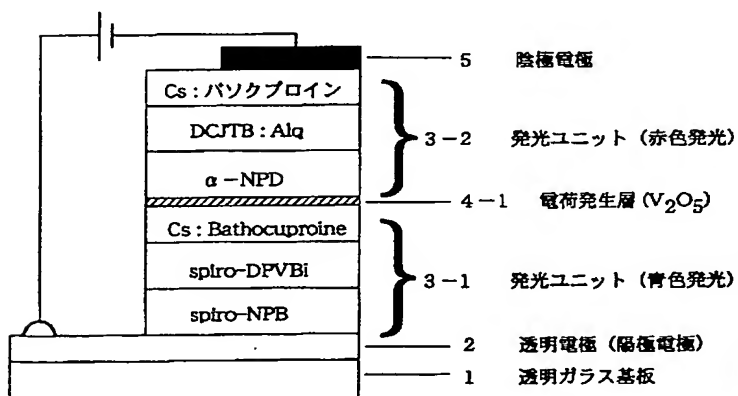 5 陰極電極
Cs：バソクプロイン
DCJTB：Alq
3－2 発光ユニット（赤色発光）
α－NPD
4－1 電荷発生層（V₂O₅）
Cs：Bathocuproine
spiro-DPVBi
3－1 発光ユニット（青色発光）
spiro-NPB
2 透明電極（陽極電極）
1 透明ガラス基板